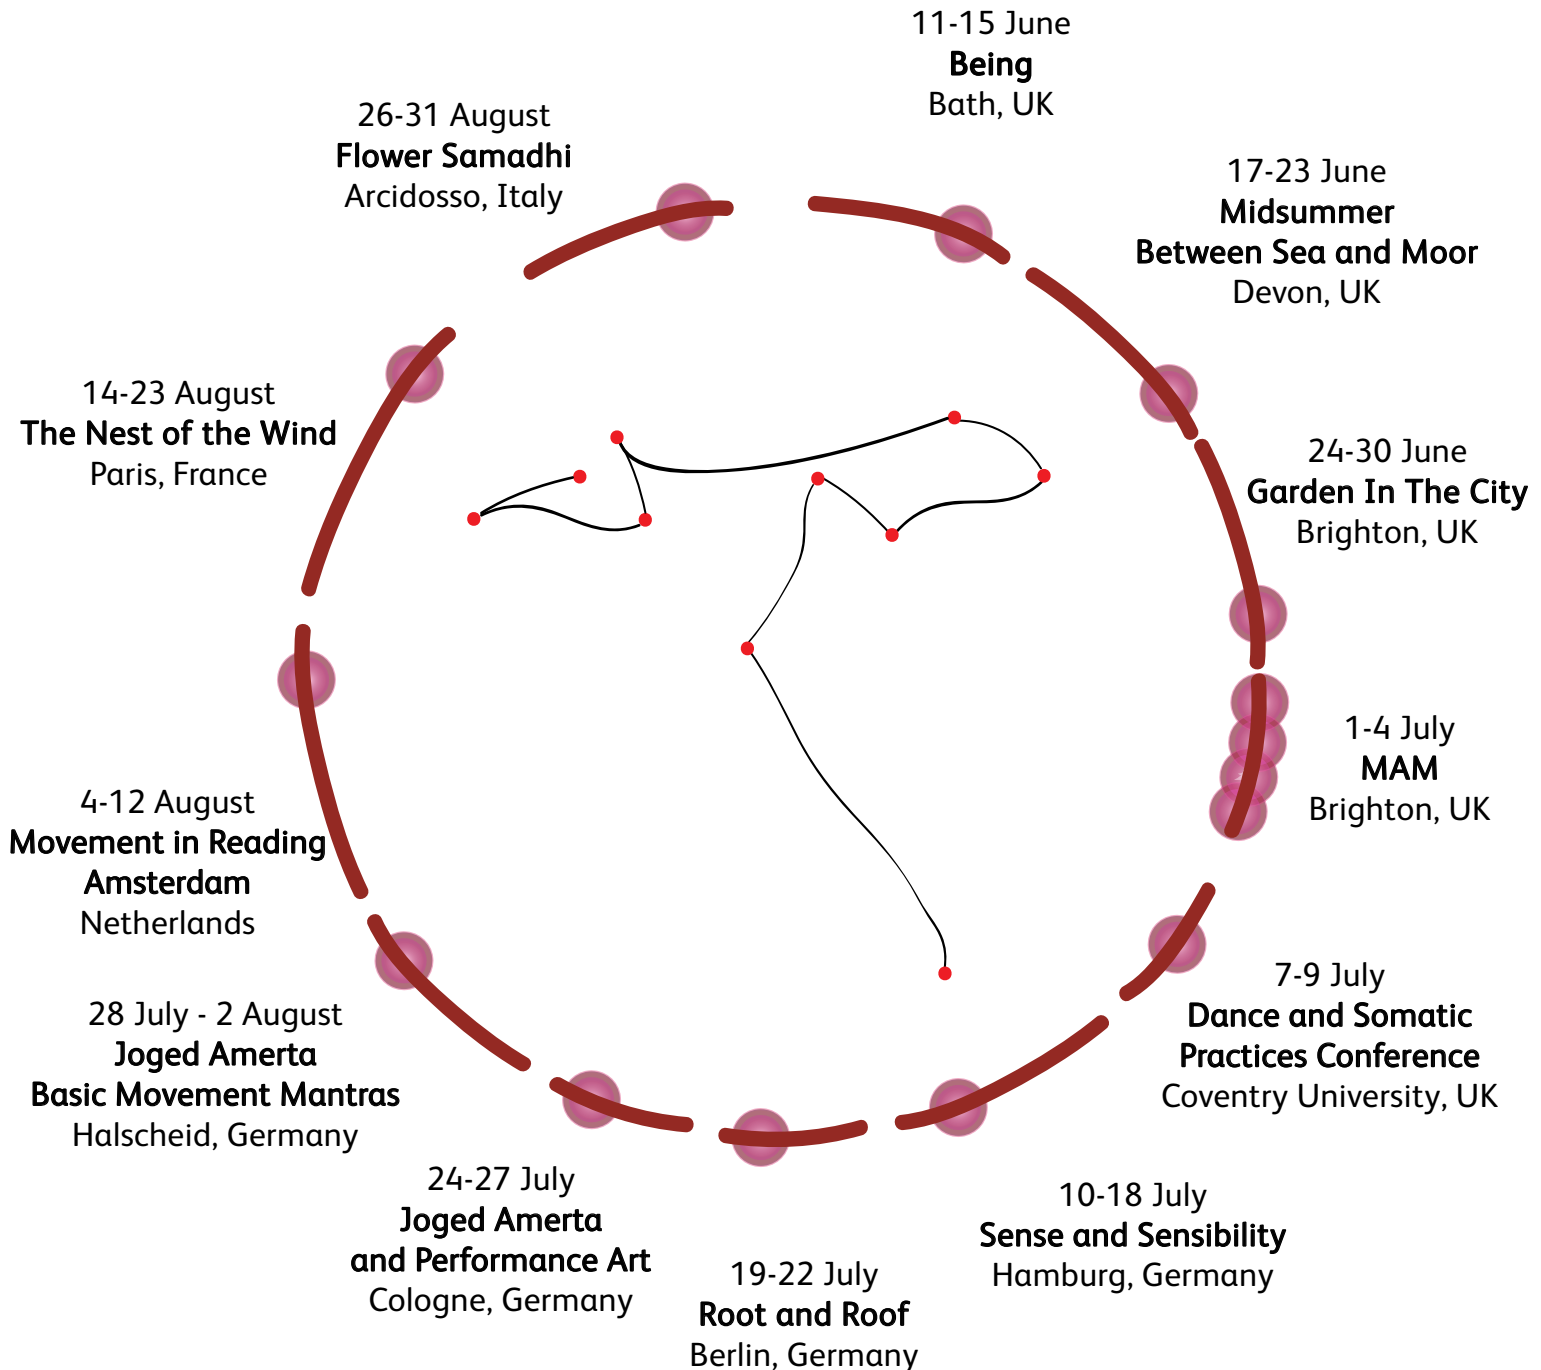 11-15 June
Being
Bath, UK
17-23 June
Midsummer
Between Sea and Moor
Devon, UK
24-30 June
Garden In The City
Brighton, UK
1-4 July
MAM
Brighton, UK
7-9 July
Dance and Somatic
Practices Conference
Coventry University, UK
10-18 July
Sense and Sensibility
Hamburg, Germany
19-22 July
Root and Roof
Berlin, Germany
24-27 July
Joged Amerta
and Performance Art
Cologne, Germany
28 July - 2 August
Joged Amerta
Basic Movement Mantras
Halscheid, Germany
4-12 August
Movement in Reading
Amsterdam
Netherlands
14-23 August
The Nest of the Wind
Paris, France
26-31 August
Flower Samadhi
Arcidosso, Italy